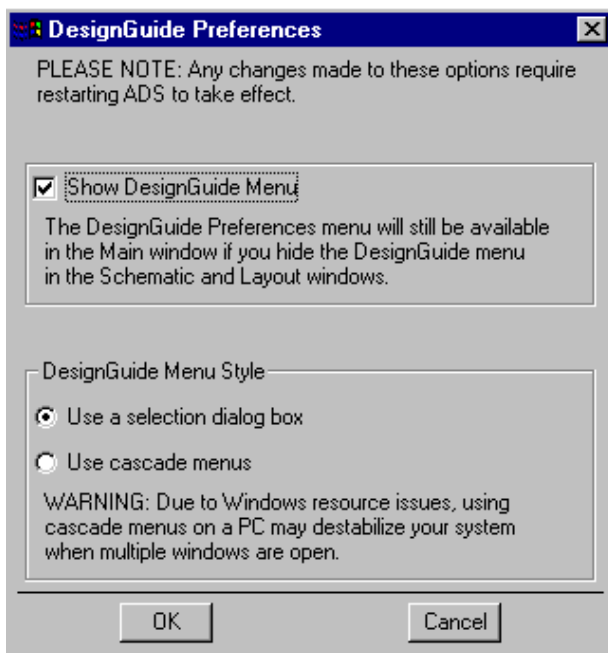 DesignGuide Preferences
PLEASE NOTE: Any changes made to these options require
restarting ADS to take effect.
Show DesignGuide Menu
The DesignGuide Preferences menu will still be available
in the Main window if you hide the DesignGuide menu
in the Schematic and Layout windows.
DesignGuide Menu Style
Use a selection dialog box
Use cascade menus
WARNING: Due to Windows resource issues, using
cascade menus on a PC may destabilize your system
when multiple windows are open.
OK
Cancel